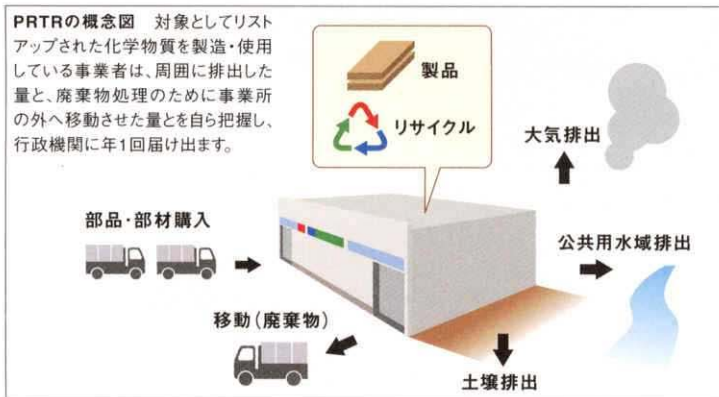 PRTRの概念図 対象としてリスト
アップされた化学物質を製造・使用
している事業者は、周囲に排出した
量と、廃棄物処理のために事業所
の外へ移動させた量とを自ら把握し、
行政機関に年1回届け出ます。
製品
リサイクル
大気排出
部品・部材購入
公共用水域排出
移動(廃棄物)
土壌排出